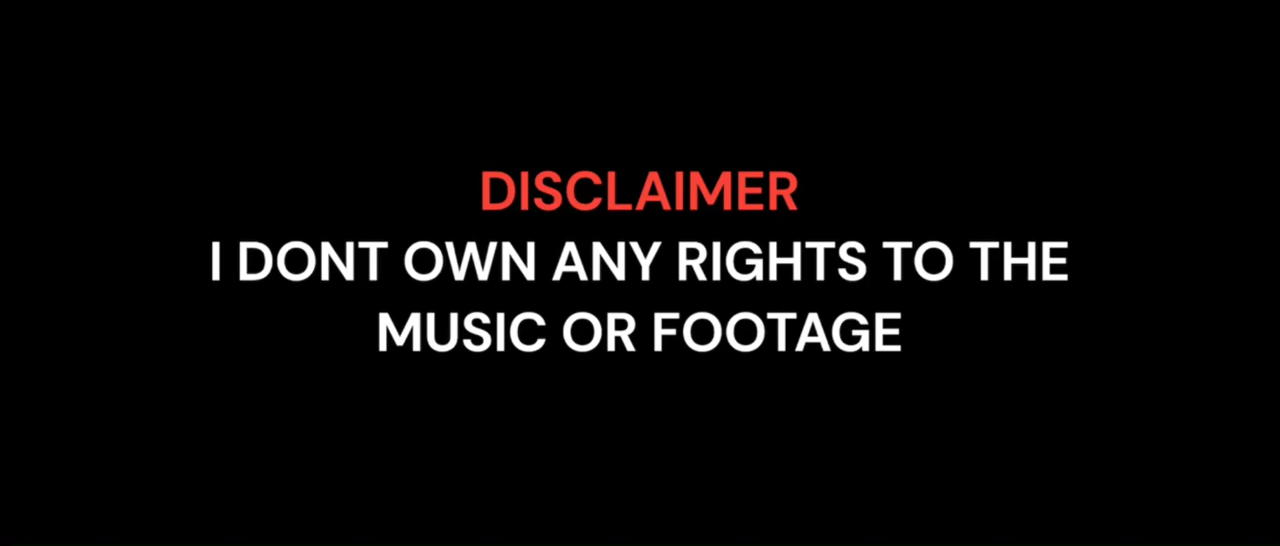 DISCLAIMER
I DONT OWN ANY RIGHTS TO THE
MUSIC OR FOOTAGE